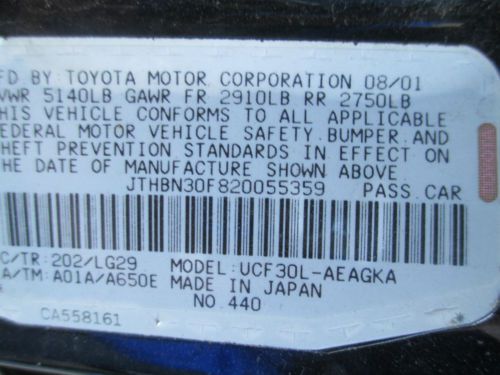 FD BY: TOYOTA MOTOR CORPORATION 08/01
VWR 5140LB GAWR FR 2910LB RR 2750LB
HIS VEHICLE CONFORMS TO ALL APPLICABLE
EDERAL MOTOR VEHICLE SAFETY, BUMPER, AND
HEFT PREVENTION STANDARDS IN EFFECT ON
HE DATE OF MANUFACTURE SHOWN ABOVE.
JTHBN30F820055359 PASS. CAR
C/TR: 202/LG29 MODEL: UCF30L-AEAGKA
A/TM: A01A/A650E MADE IN JAPAN
NO. 440
CA558161